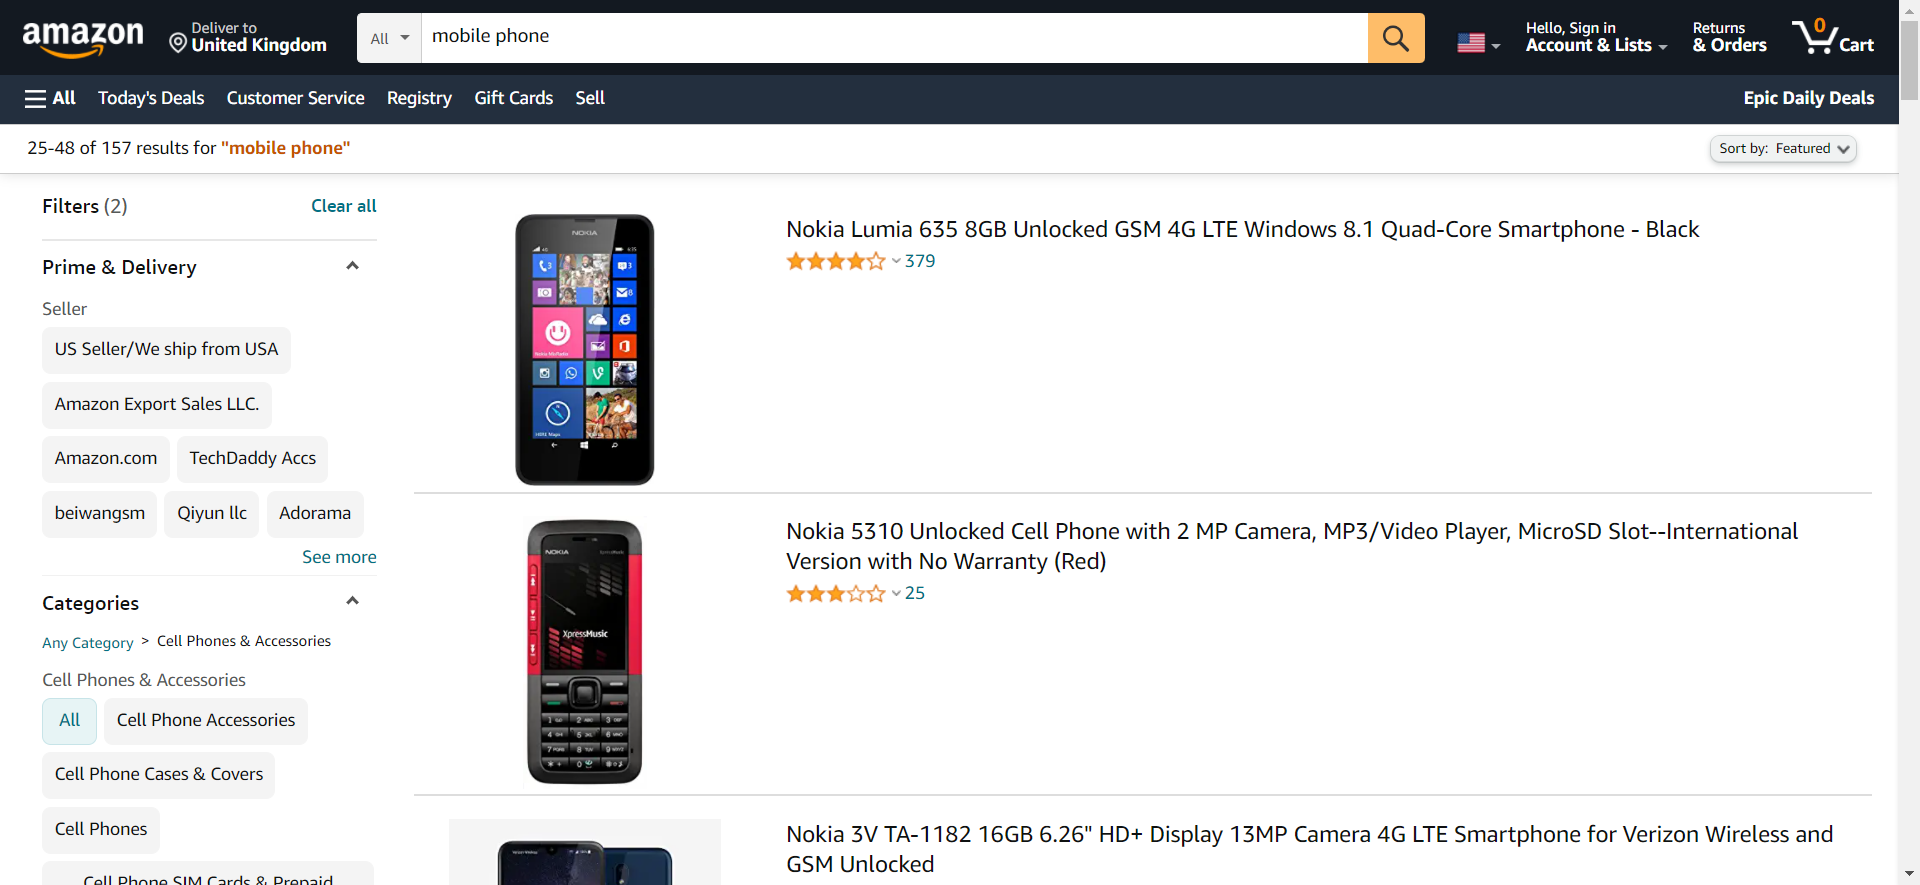 amazon
Deliver to
United Kingdom
All
mobile phone
Hello, Sign in
Account & Lists
Returns
& Orders
0
Cart
All
Today's Deals
Customer Service
Registry
Gift Cards
Sell
Epic Daily Deals
25-48 of 157 results for "mobile phone"
Sort by: Featured
Filters (2)
Clear all
Prime & Delivery
Seller
US Seller/We ship from USA
Amazon Export Sales LLC.
Amazon.com
TechDaddy Accs
beiwangsm
Qiyun llc
Adorama
See more
Categories
Any Category > Cell Phones & Accessories
Cell Phones & Accessories
All
Cell Phone Accessories
Cell Phone Cases & Covers
Cell Phones
Cell Phone SIM Cards & Prepaid
NOKIA
Nokia Lumia 635 8GB Unlocked GSM 4G LTE Windows 8.1 Quad-Core Smartphone - Black
379
NOKIA
XpressMusic
Nokia 5310 Unlocked Cell Phone with 2 MP Camera, MP3/Video Player, MicroSD Slot--International
Version with No Warranty (Red)
25
Nokia 3V TA-1182 16GB 6.26" HD+ Display 13MP Camera 4G LTE Smartphone for Verizon Wireless and
GSM Unlocked